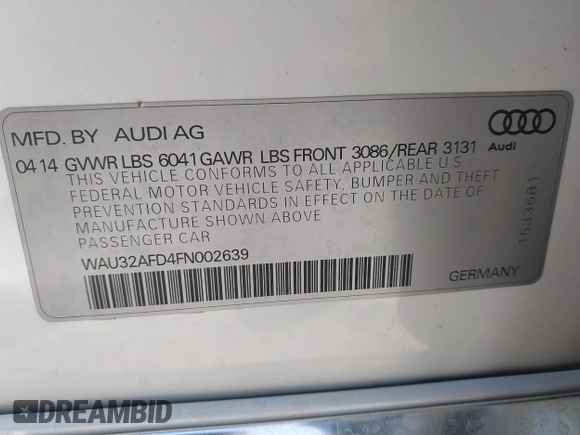 MFD. BY AUDI AG
Audi
04 14 GVWR LBS 6041 GAWR LBS FRONT 3086/REAR 3131
THIS VEHICLE CONFORMS TO ALL APPLICABLE U S
FEDERAL MOTOR VEHICLE SAFETY, BUMPER AND THEFT
PREVENTION STANDARDS IN EFFECT ON THE DATE OF
MANUFACTURE SHOWN ABOVE
PASSENGER CAR
WAU32AFD4FN002639
1533681
GERMANY
DREAMBID